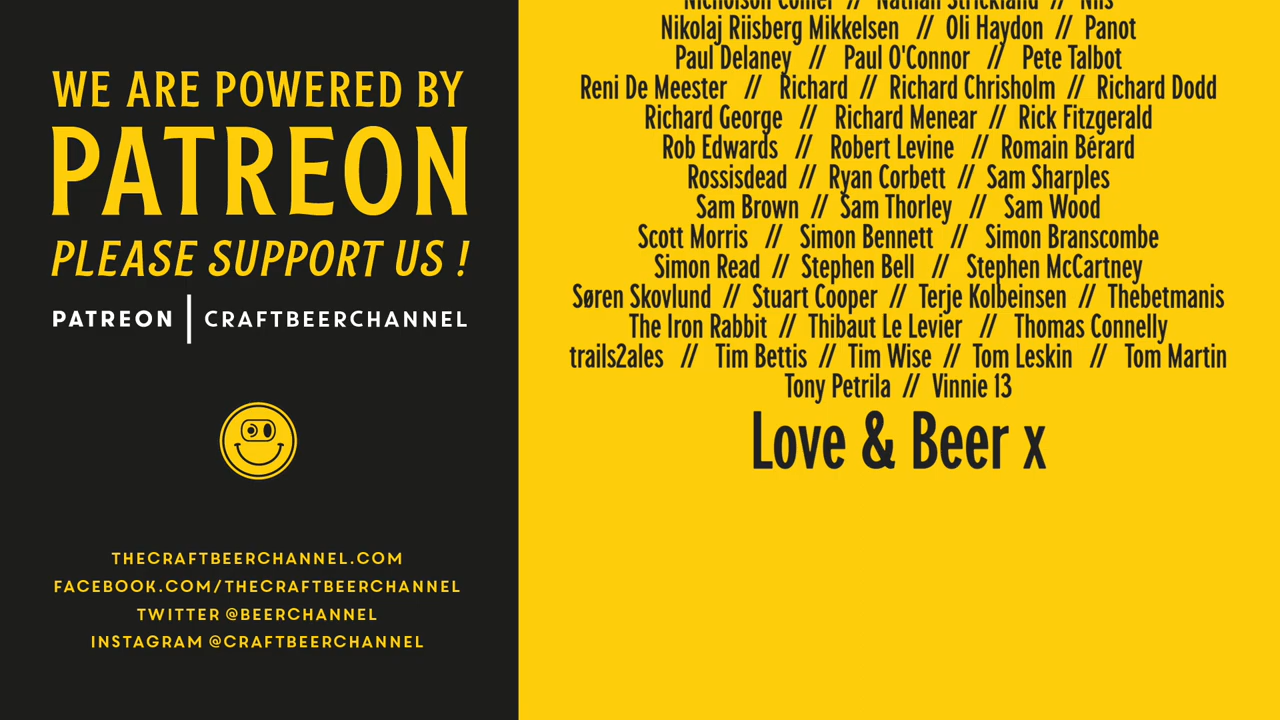 WE ARE POWERED BY
PATREON
PLEASE SUPPORT US !
PATREON | CRAFTBEERCHANNEL
THECRAFTBEERCHANNEL.COM
FACEBOOK.COM/THECRAFTBEERCHANNEL
TWITTER @BEERCHANNEL
INSTAGRAM @CRAFTBEERCHANNEL
Nathan Strickland // Nils
Nikolaj Riisberg Mikkelsen // Oli Haydon // Panot
Paul Delaney // Paul O'Connor // Pete Talbot
Reni De Meester // Richard // Richard Chrisholm // Richard Dodd
Richard George // Richard Menear // Rick Fitzgerald
Rob Edwards // Robert Levine // Romain Bérard
Rossisdead // Ryan Corbett // Sam Sharples
Sam Brown // Sam Thorley // Sam Wood
Scott Morris // Simon Bennett // Simon Branscombe
Simon Read // Stephen Bell // Stephen McCartney
Søren Skovlund // Stuart Cooper // Terje Kolbeinsen // Thebetmanis
The Iron Rabbit // Thibaut Le Levier // Thomas Connelly
trails2ales // Tim Bettis // Tim Wise // Tom Leskin // Tom Martin
Tony Petrila // Vinnie 13
Love & Beer x